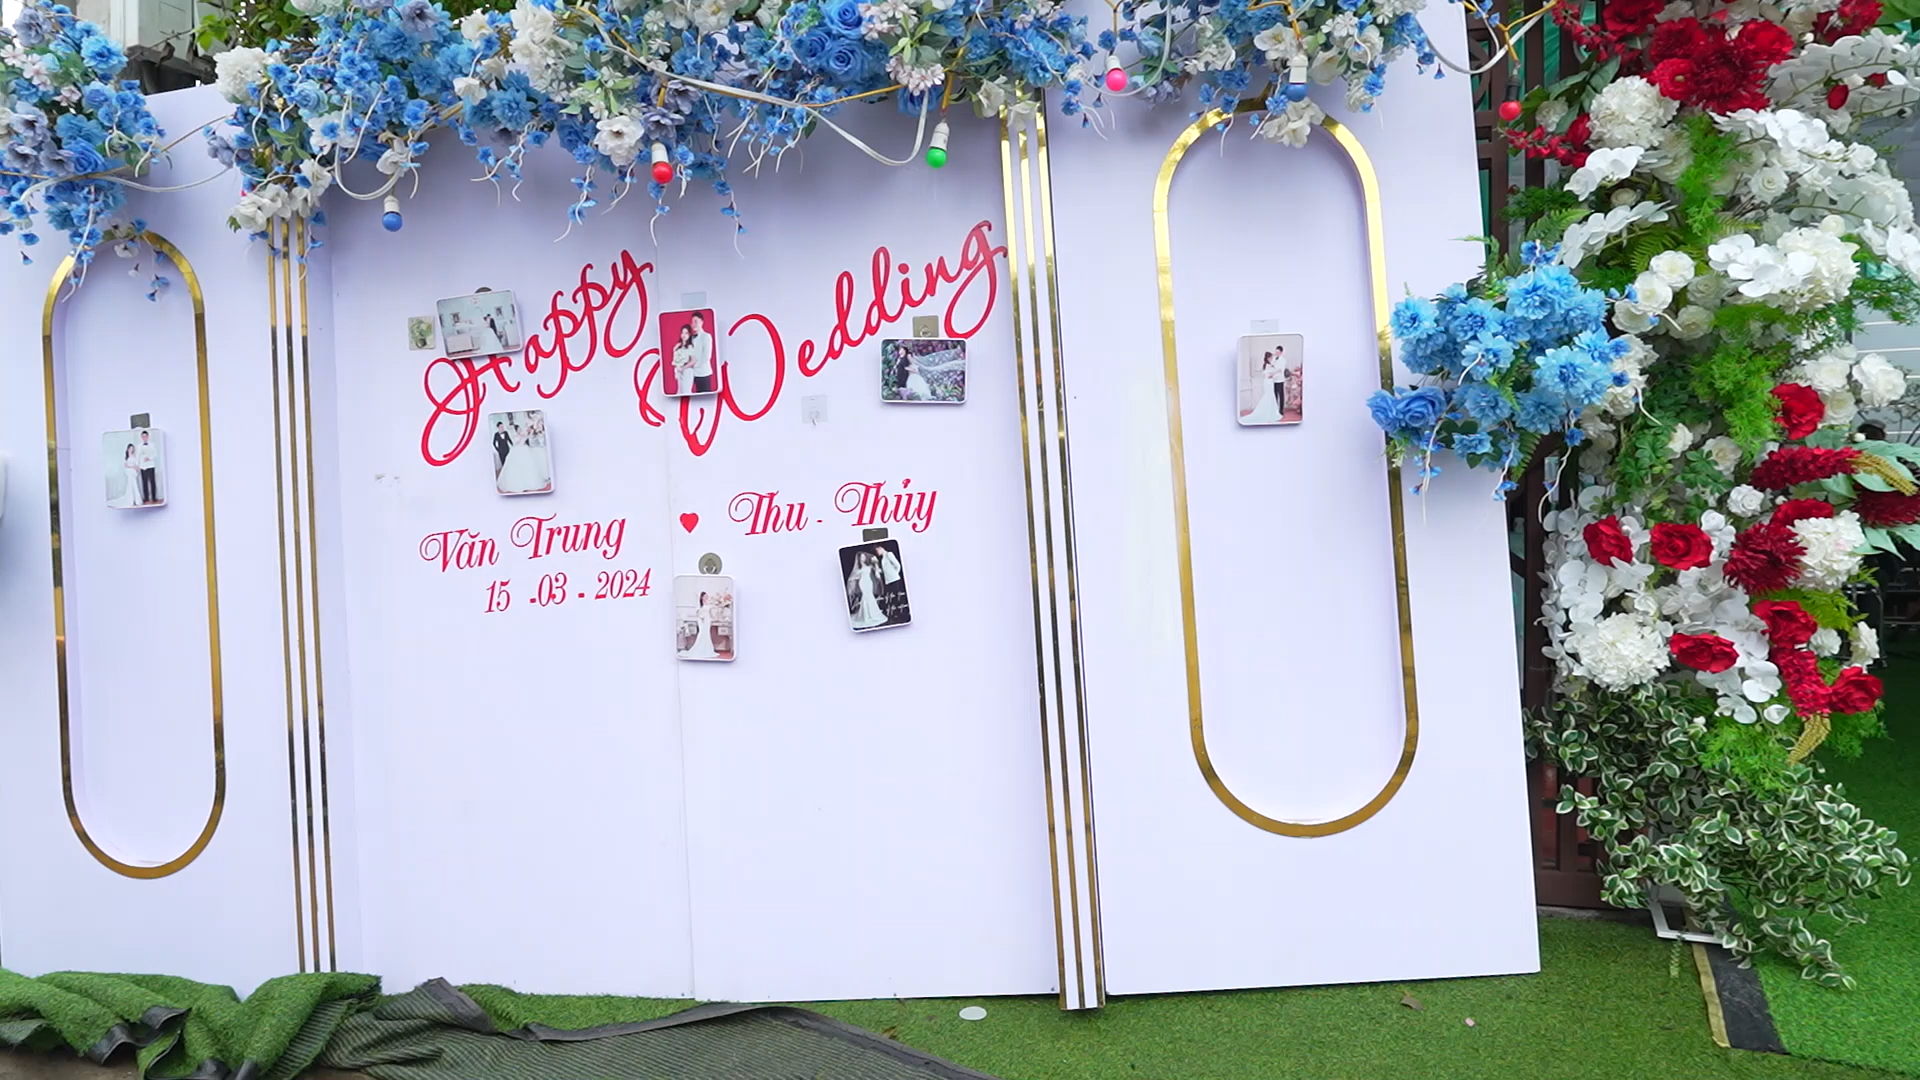 Happy Wedding
Văn Trung ♥ Thu . Thủy
15 - 03 - 2024